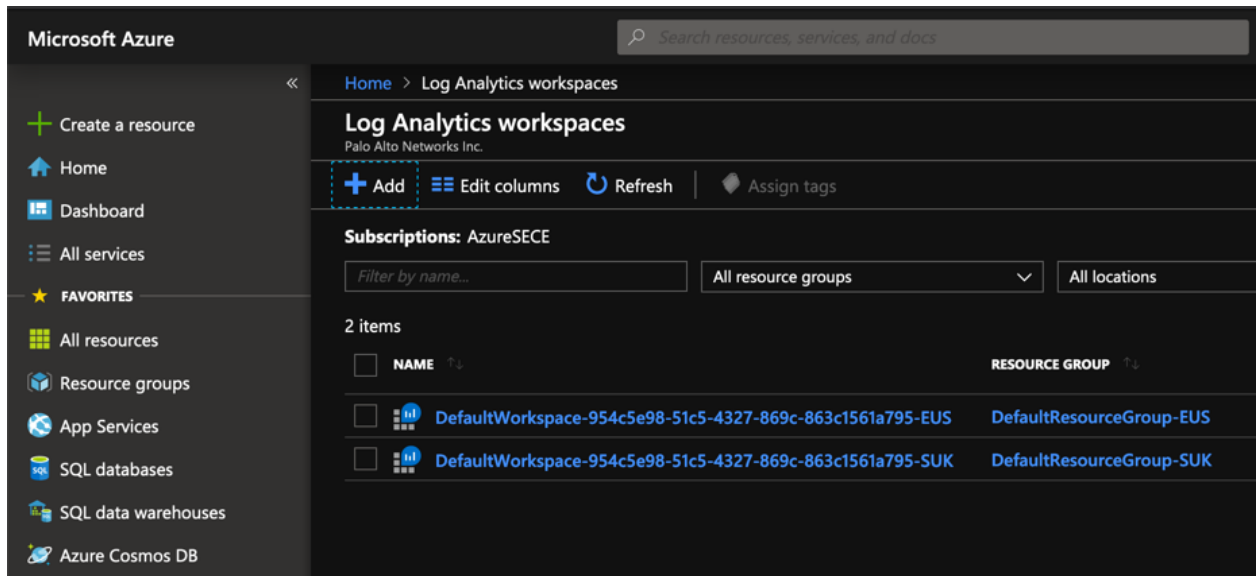 Microsoft Azure
Search resources, services, and docs
«
Create a resource
Home
Dashboard
All services
FAVORITES
All resources
Resource groups
App Services
SQL databases
SQL data warehouses
Azure Cosmos DB
Home > Log Analytics workspaces
Log Analytics workspaces
Palo Alto Networks Inc.
Add Edit columns Refresh Assign tags
Subscriptions: AzureSECE
Filter by name... All resource groups All locations
2 items
NAME ↑↓ RESOURCE GROUP ↑↓
DefaultWorkspace-954c5e98-51c5-4327-869c-863c1561a795-EUS DefaultResourceGroup-EUS
DefaultWorkspace-954c5e98-51c5-4327-869c-863c1561a795-SUK DefaultResourceGroup-SUK